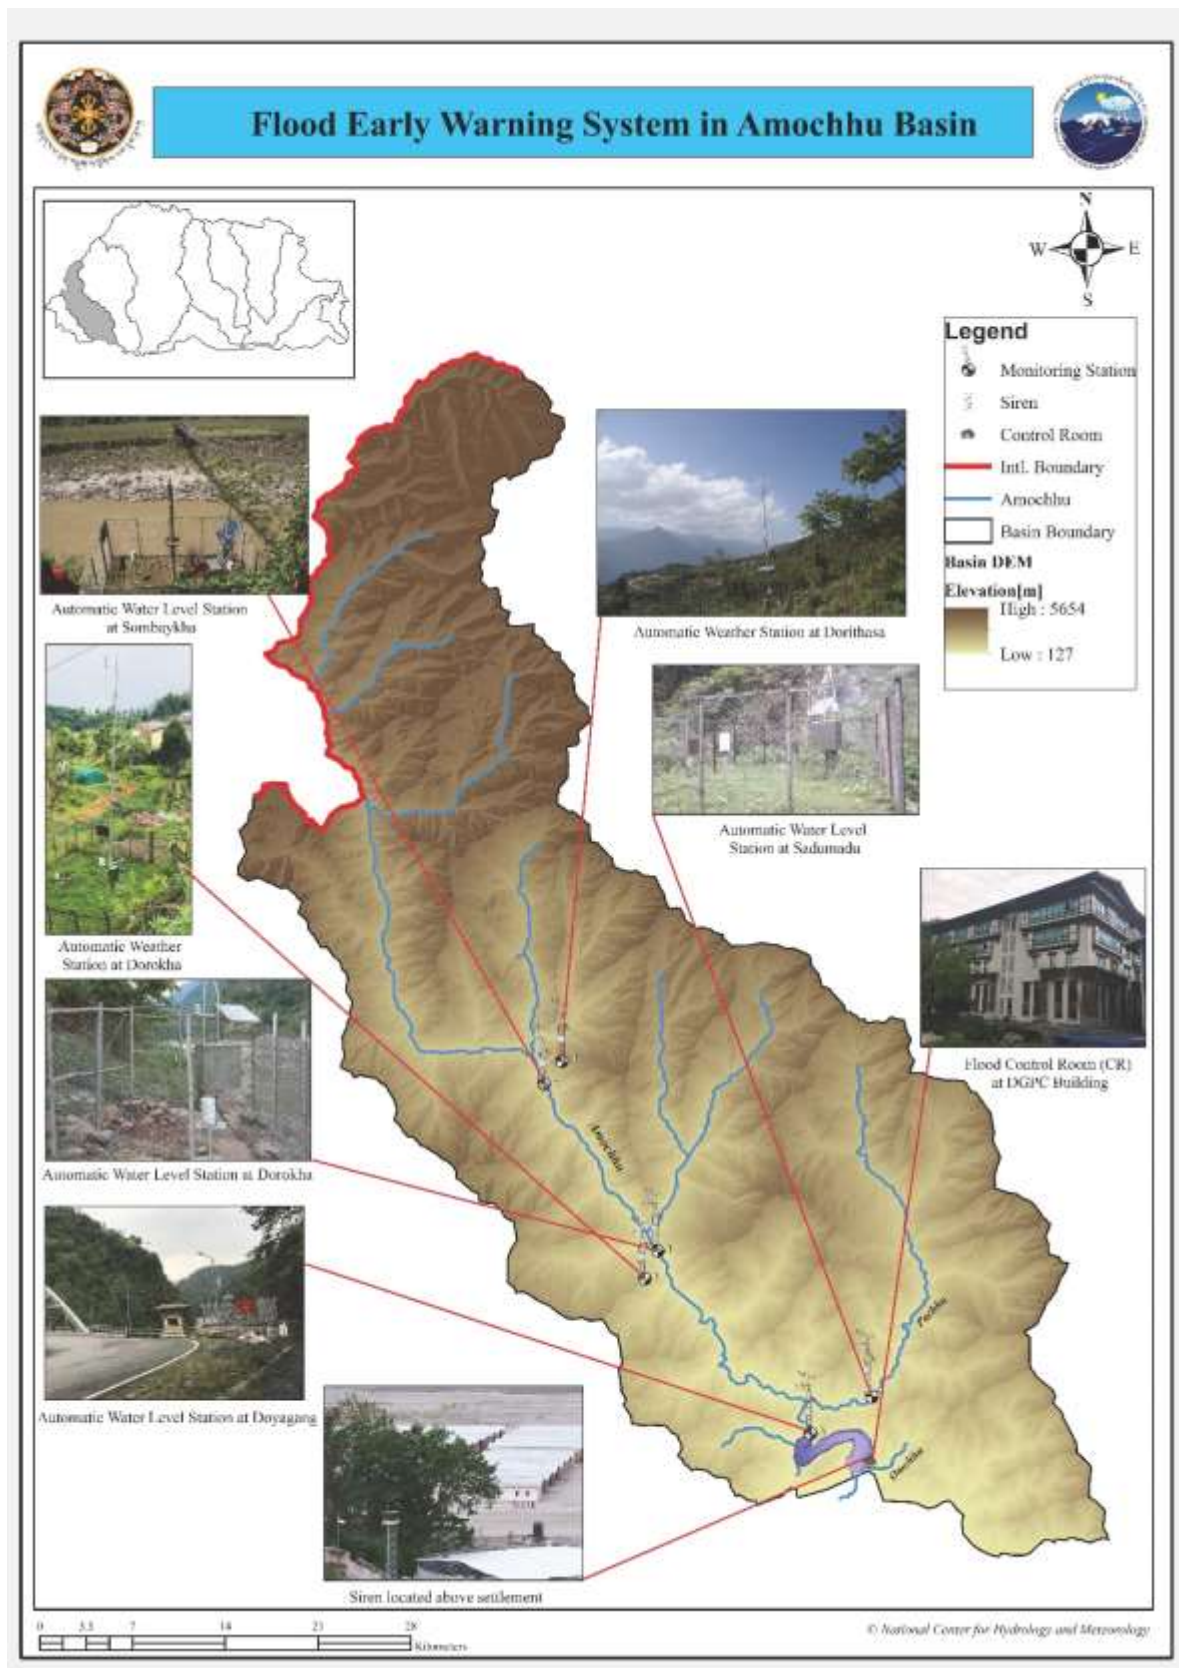 Flood Early Warning System in Amochhu Basin
N
W
E
S
Legend
Monitoring Station
Siren
Control Room
Intl. Boundary
Amochhu
Basin Boundary
Basin DEM
Elevation[m]
High : 5654
Low : 127
Automatic Water Level Station
at Sombaykha
Automatic Weather Station at Dorithasa
Automatic Water Level
Station at Sadumadu
Automatic Weather
Station at Dorokha
Flood Control Room (CR)
at DGPC Building
Automatic Water Level Station at Dorokha
Amochhu
Pachhu
Automatic Water Level Station at Doyagang
Omchhu
Siren located above settlement
0 3.5 7 14 21 28
Kilometers
© National Center for Hydrology and Meteorology